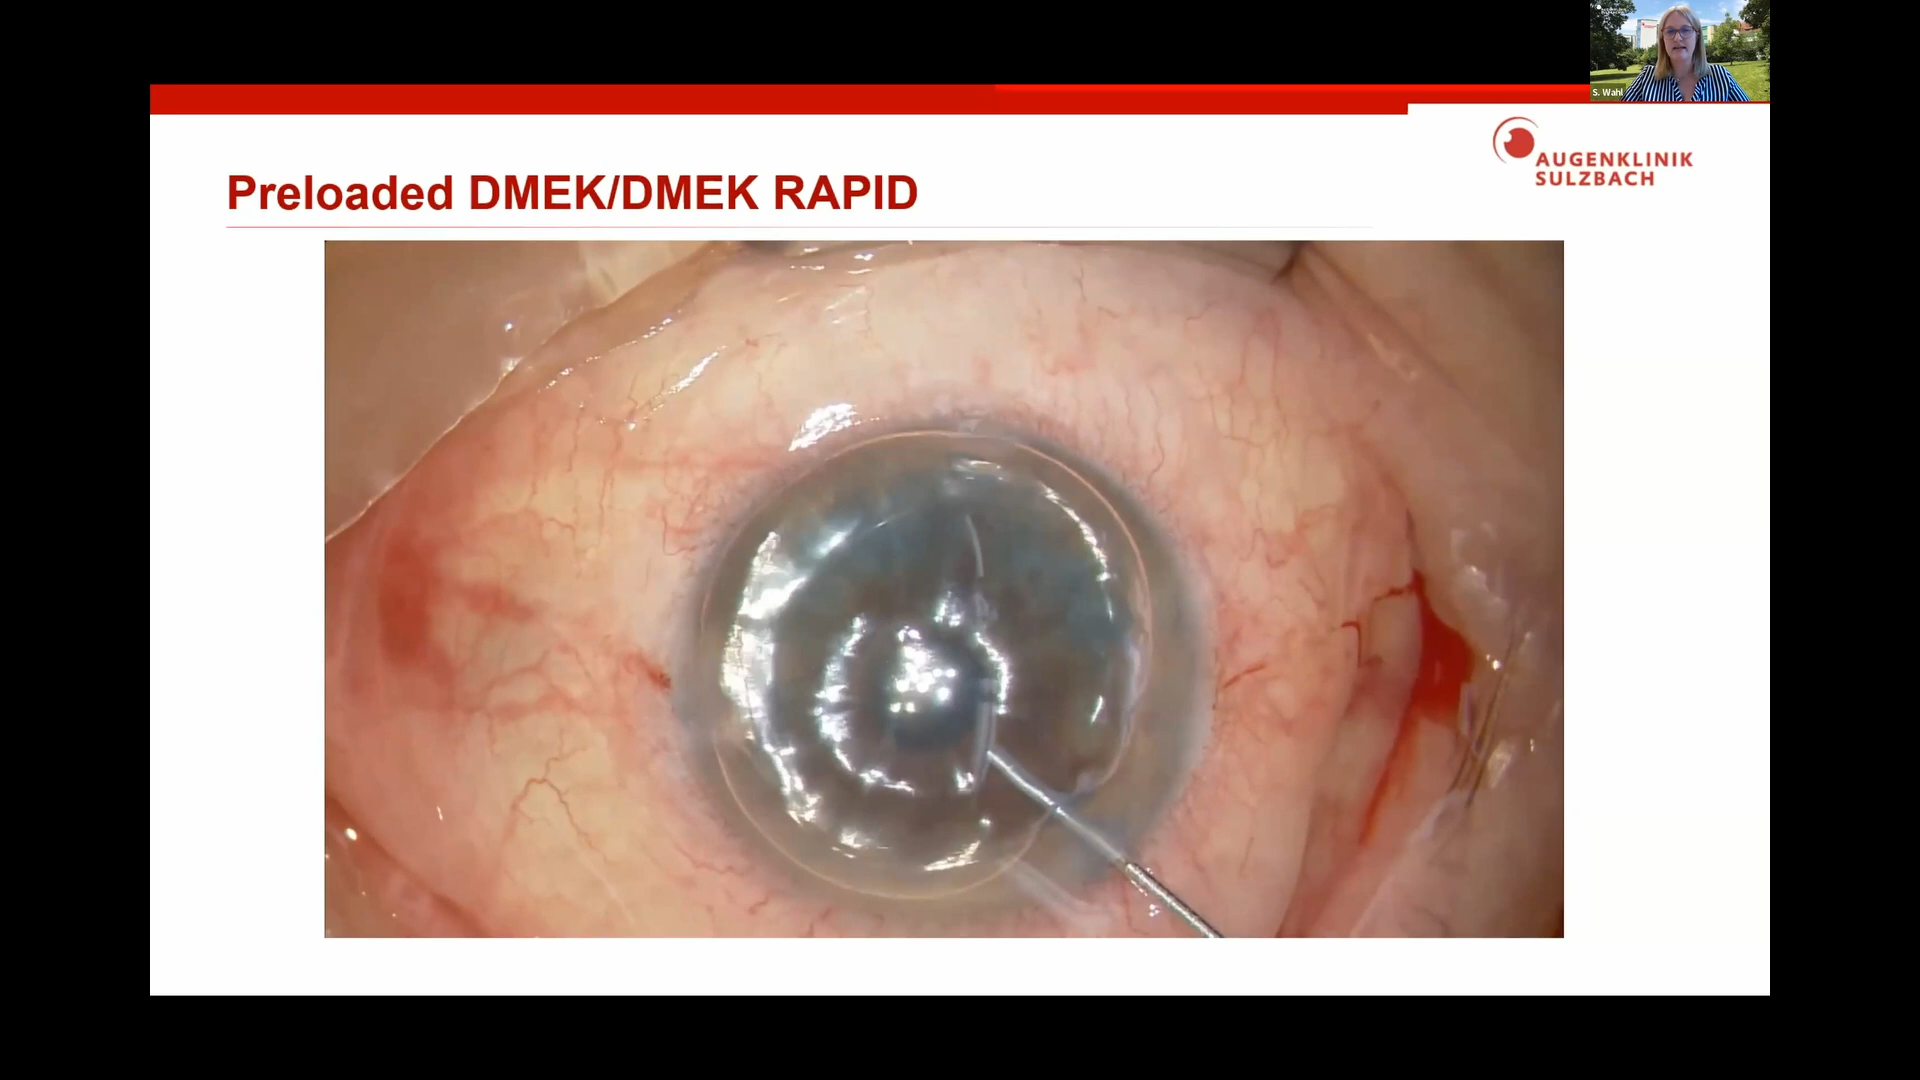 S. Wahl
AUGENKLINIK
SULZBACH
Preloaded DMEK/DMEK RAPID